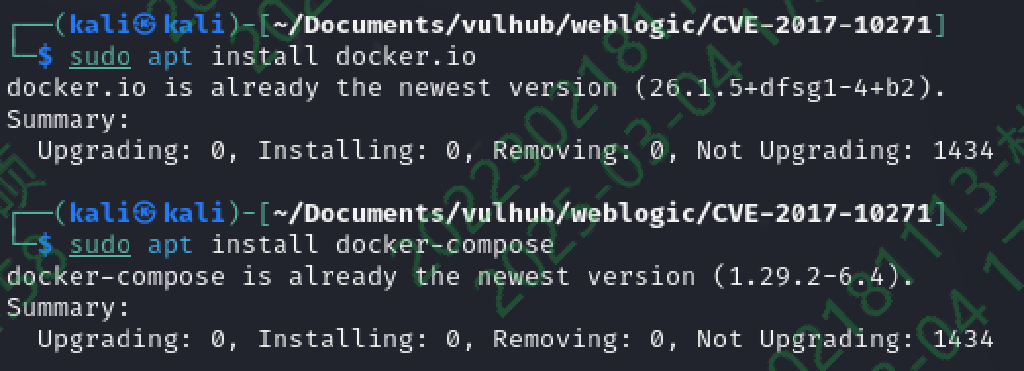 ┌──(kali㉿kali)-[~/Documents/vulhub/weblogic/CVE-2017-10271]
└─$ sudo apt install docker.io
docker.io is already the newest version (26.1.5+dfsg1-4+b2).
Summary:
  Upgrading: 0, Installing: 0, Removing: 0, Not Upgrading: 1434
┌──(kali㉿kali)-[~/Documents/vulhub/weblogic/CVE-2017-10271]
└─$ sudo apt install docker-compose
docker-compose is already the newest version (1.29.2-6.4).
Summary:
  Upgrading: 0, Installing: 0, Removing: 0, Not Upgrading: 1434